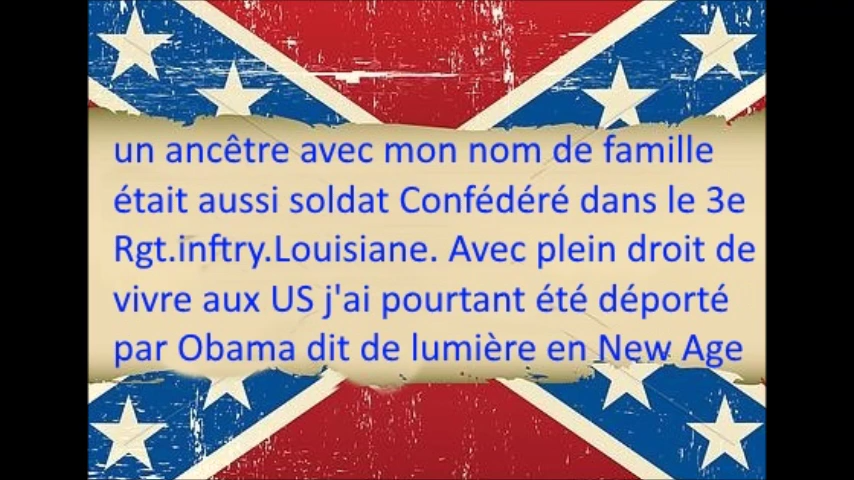 un ancêtre avec mon nom de famille
était aussi soldat Confédéré dans le 3e
Rgt.inftry.Louisiane. Avec plein droit de
vivre aux US j'ai pourtant été déporté
par Obama dit de lumière en New Age